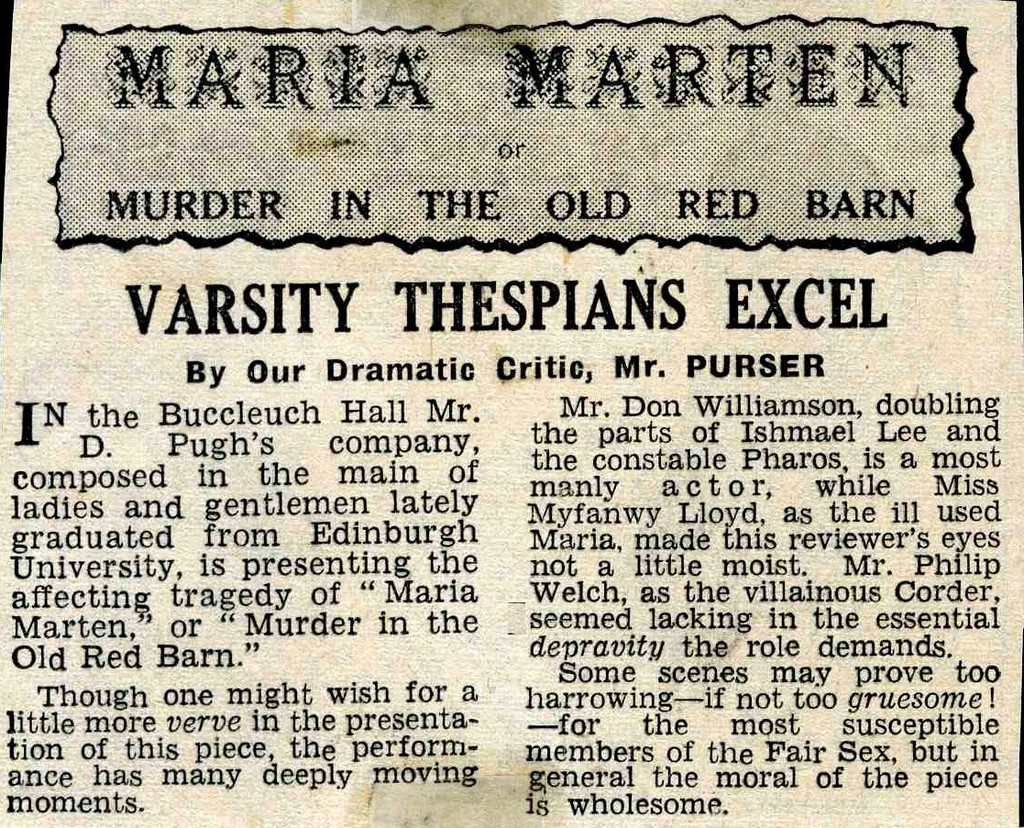 MARIA MARTEN
or
MURDER IN THE OLD RED BARN
VARSITY THESPIANS EXCEL
By Our Dramatic Critic, Mr. PURSER
IN the Buccleuch Hall Mr.
D. Pugh's company,
composed in the main of
ladies and gentlemen lately
graduated from Edinburgh
University, is presenting the
affecting tragedy of "Maria
Marten," or "Murder in the
Old Red Barn."
Though one might wish for a
little more verve in the presenta-
tion of this piece, the perform-
ance has many deeply moving
moments.
Mr. Don Williamson, doubling
the parts of Ishmael Lee and
the constable Pharos, is a most
manly actor, while Miss
Myfanwy Lloyd, as the ill used
Maria, made this reviewer's eyes
not a little moist. Mr. Philip
Welch, as the villainous Corder,
seemed lacking in the essential
depravity the role demands.
Some scenes may prove too
harrowing—if not too gruesome!
—for the most susceptible
members of the Fair Sex, but in
general the moral of the piece
is wholesome.